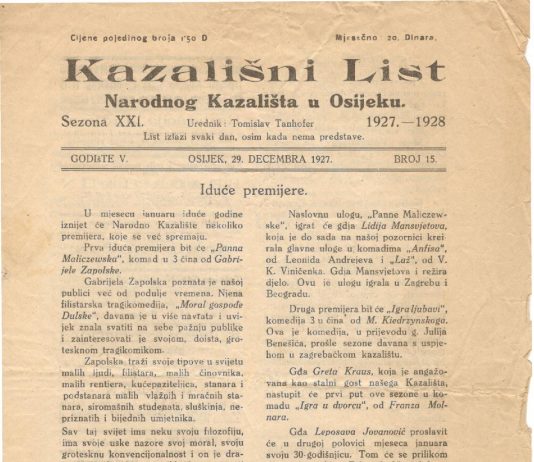 Cijene pojedinog broja 1·50 D Mjesečno 20. Dinara.
Kazališni List
Narodnog Kazališta u Osijeku.
Sezona XXI. Urednik: Tomislav Tanhofer 1927.—1928
List izlazi svaki dan, osim kada nema predstave.
GODIŠTE V. OSIJEK, 29. DECEMBRA 1927. BROJ 15.
Iduće premijere.
U mjesecu januaru iduće godine
iznijet će Narodno Kazalište nekoliko
premijera, koje se već spremaju.
Prva iduća premijera bit će „Panna
Maliczewska“, komad u 3 čina od Gabri-
jele Zapolske.
Gabrijela Zapolska poznata je našoj
publici već od podulje vremena. Njena
filistarska tragikomedija, „Moral gospođe
Dulske“, davana je u više navrata i uvi-
jek znala svatiti na sebe pažnju publike
i zainteresovati je svojom, doista, gro-
tesknom tragikomikom.
Zapolska traži svoje tipove u svijetu
malih ljudi, filistara, malih činovnika,
malih rentiera, kućepaziteljica, stanara i
podstanara malih vlažnih i mračnih sta-
na, siromašnih studenata, sluškinja, ne-
priznatih i bijednih umjetnika.
Sav taj svijet ima neku svoju filozofiju,
ima svoje uske nazore svoj moral, svoju
grotesknu konvencijonalnost i on je dra-
Naslovnu ulogu, „Panne Maliczew-
ske“, igrat će gdja Lidija Mansvjetova,
koja je do sada na našoj pozornici krei-
rala glavne uloge u komadima „Anfisa“,
od Leonida Andrejeva i „Laž“, od V.
K. Viničenka. Gdja Mansvjetova i režira
djelo. Ovu je ulogu igrala u Zagrebu i
Beogradu.
Druga premijera bit će „Igra ljubavi“,
komedija 3 u čina od M. Kiedrzynskoga.
Ova je komedija, u prijevodu g. Julija
Benešića, prošle sezone davana s uspje-
hom u zagrebačkom kazalištu.
Gđa Greta Kraus, koja je angažo-
vana kao stalni gost našega Kazališta,
nastupit će prvi put ove sezone u ko-
madu „Igra u dvorcu“, od Franza Mol-
nara.
Gđa Leposava Jovanović proslavit
će u drugoj polovici mjeseca januara
svoju 30-godišnjicu. Tom će se prilikom